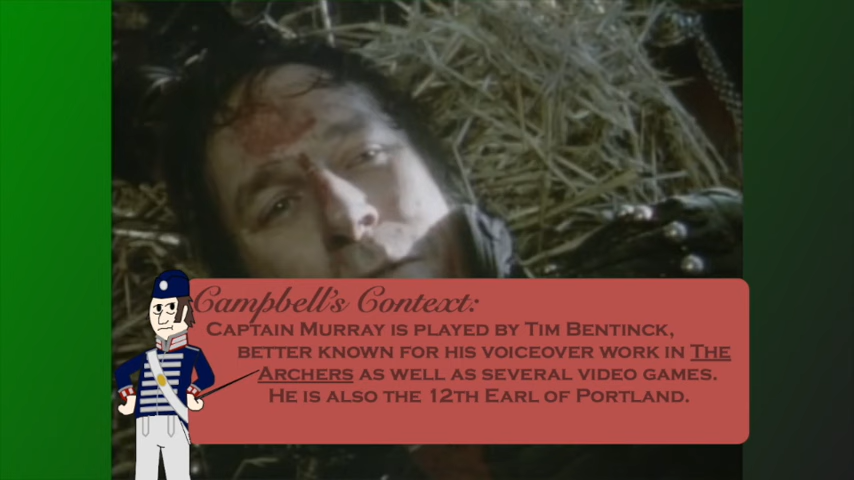 Campbell's Context:
Captain Murray is played by Tim Bentinck,
better known for his voiceover work in The
Archers as well as several video games.
He is also the 12th Earl of Portland.